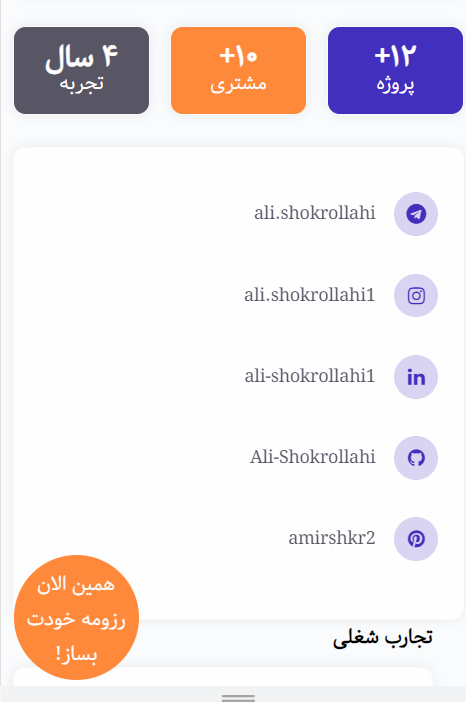 +۱۲
پروژه
+۱۰
مشتری
۴ سال
تجربه
ali.shokrollahi
ali.shokrollahi1
ali-shokrollahi1
Ali-Shokrollahi
amirshkr2
همین الان
رزومه خودت
بساز!
تجارب شغلی